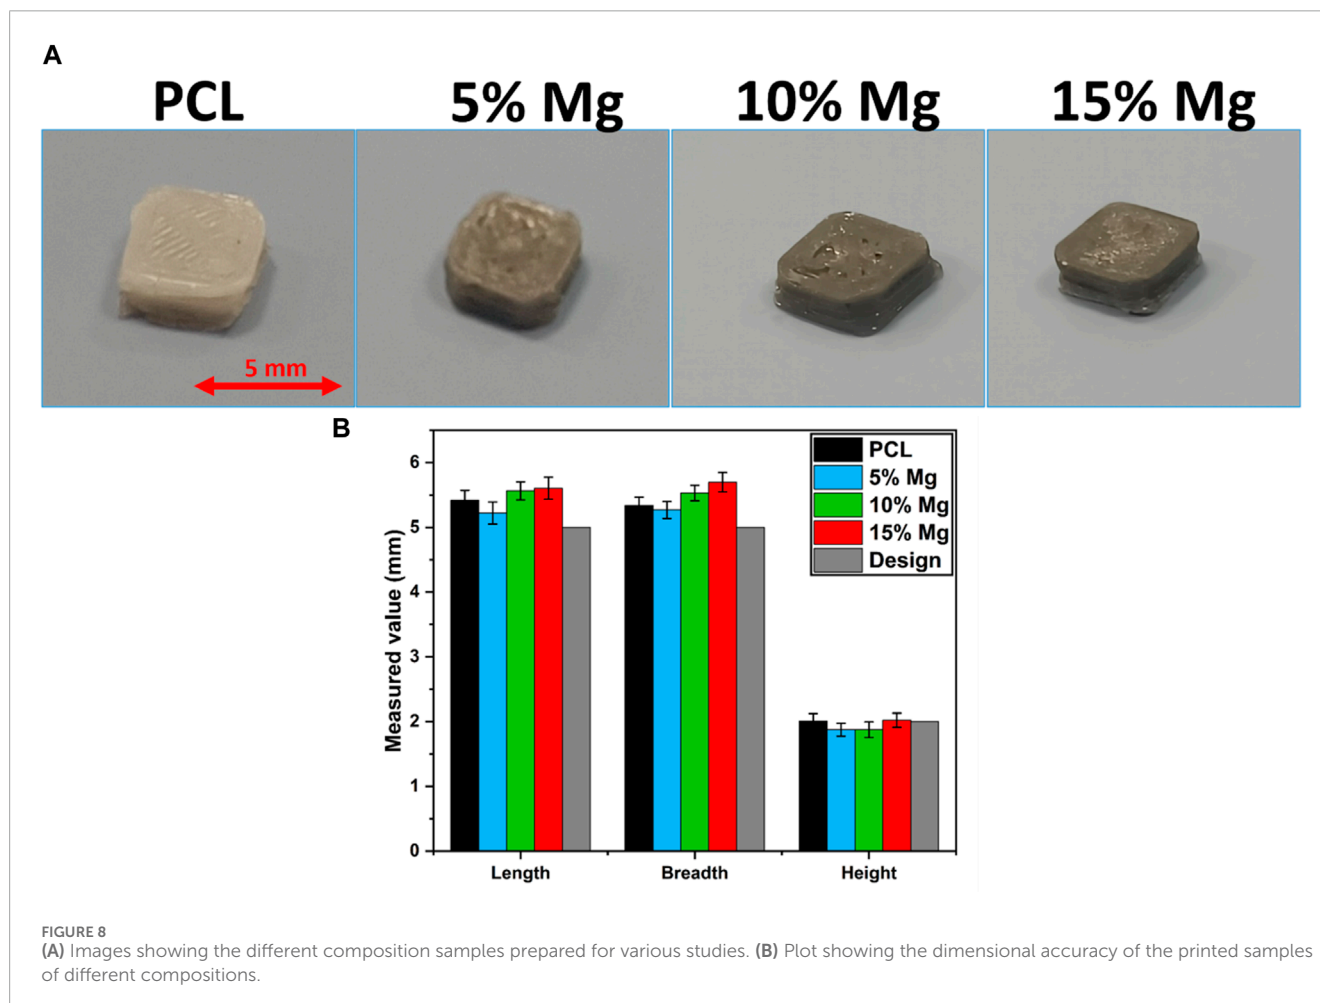 A
PCL 5% Mg 10% Mg 15% Mg
5 mm
B
Measured value (mm)
6
5
4
3
2
1
0
PCL
5% Mg
10% Mg
15% Mg
Design
Length Breadth Height
FIGURE 8
(A) Images showing the different composition samples prepared for various studies. (B) Plot showing the dimensional accuracy of the printed samples
of different compositions.